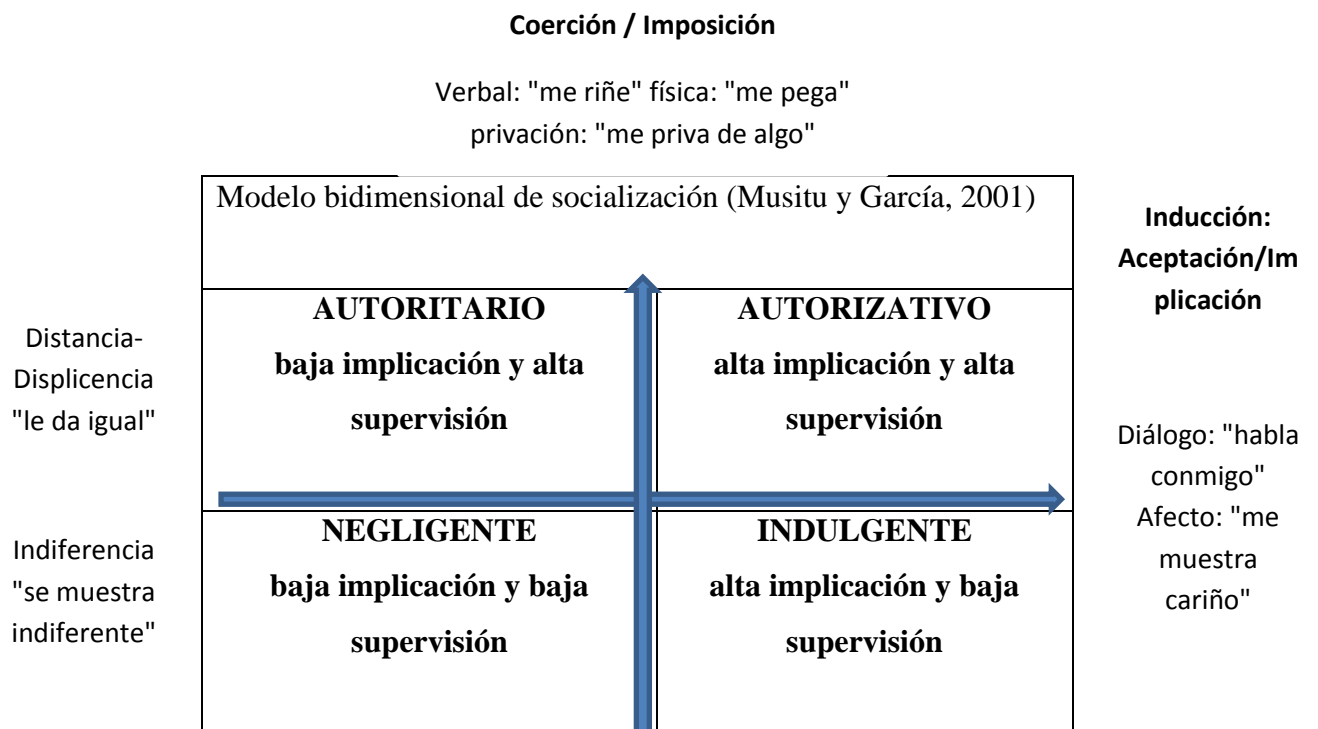 Coerción / Imposición
Verbal: "me riñe" física: "me pega"
privación: "me priva de algo"
Modelo bidimensional de socialización (Musitu y García, 2001)
Inducción:
Aceptación/Im
plicación
Distancia-
Displicencia
"le da igual"
AUTORITARIO
baja implicación y alta
supervisión
AUTORIZATIVO
alta implicación y alta
supervisión
Diálogo: "habla
conmigo"
Afecto: "me
muestra
cariño"
Indiferencia
"se muestra
indiferente"
NEGLIGENTE
baja implicación y baja
supervisión
INDULGENTE
alta implicación y baja
supervisión